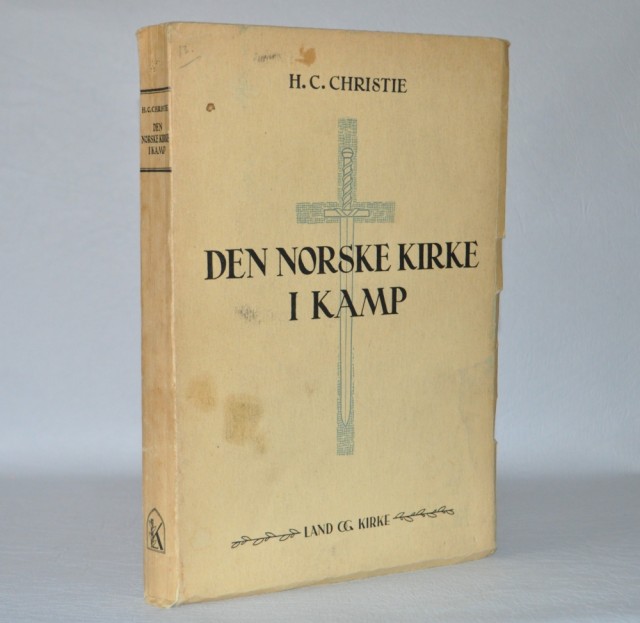 H. C. CHRISTIE
DEN NORSKE KIRKE
I KAMP
LAND OG KIRKE
H. C. CHRISTIE
DEN
NORSKE KIRKE
I KAMP